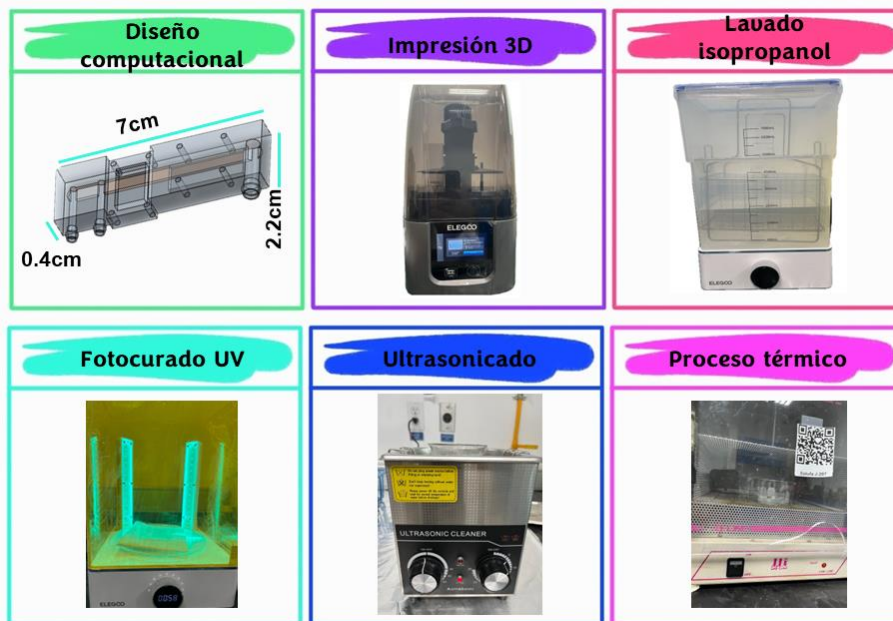 Diseño
computacional
Impresión 3D
Lavado
isopropanol
7cm
2.2cm
0.4cm
ELEGOO
ELEGOO
Fotocurado UV
Ultrasonicado
Proceso térmico
ULTRASONIC CLEANER
0058
ELEGOO